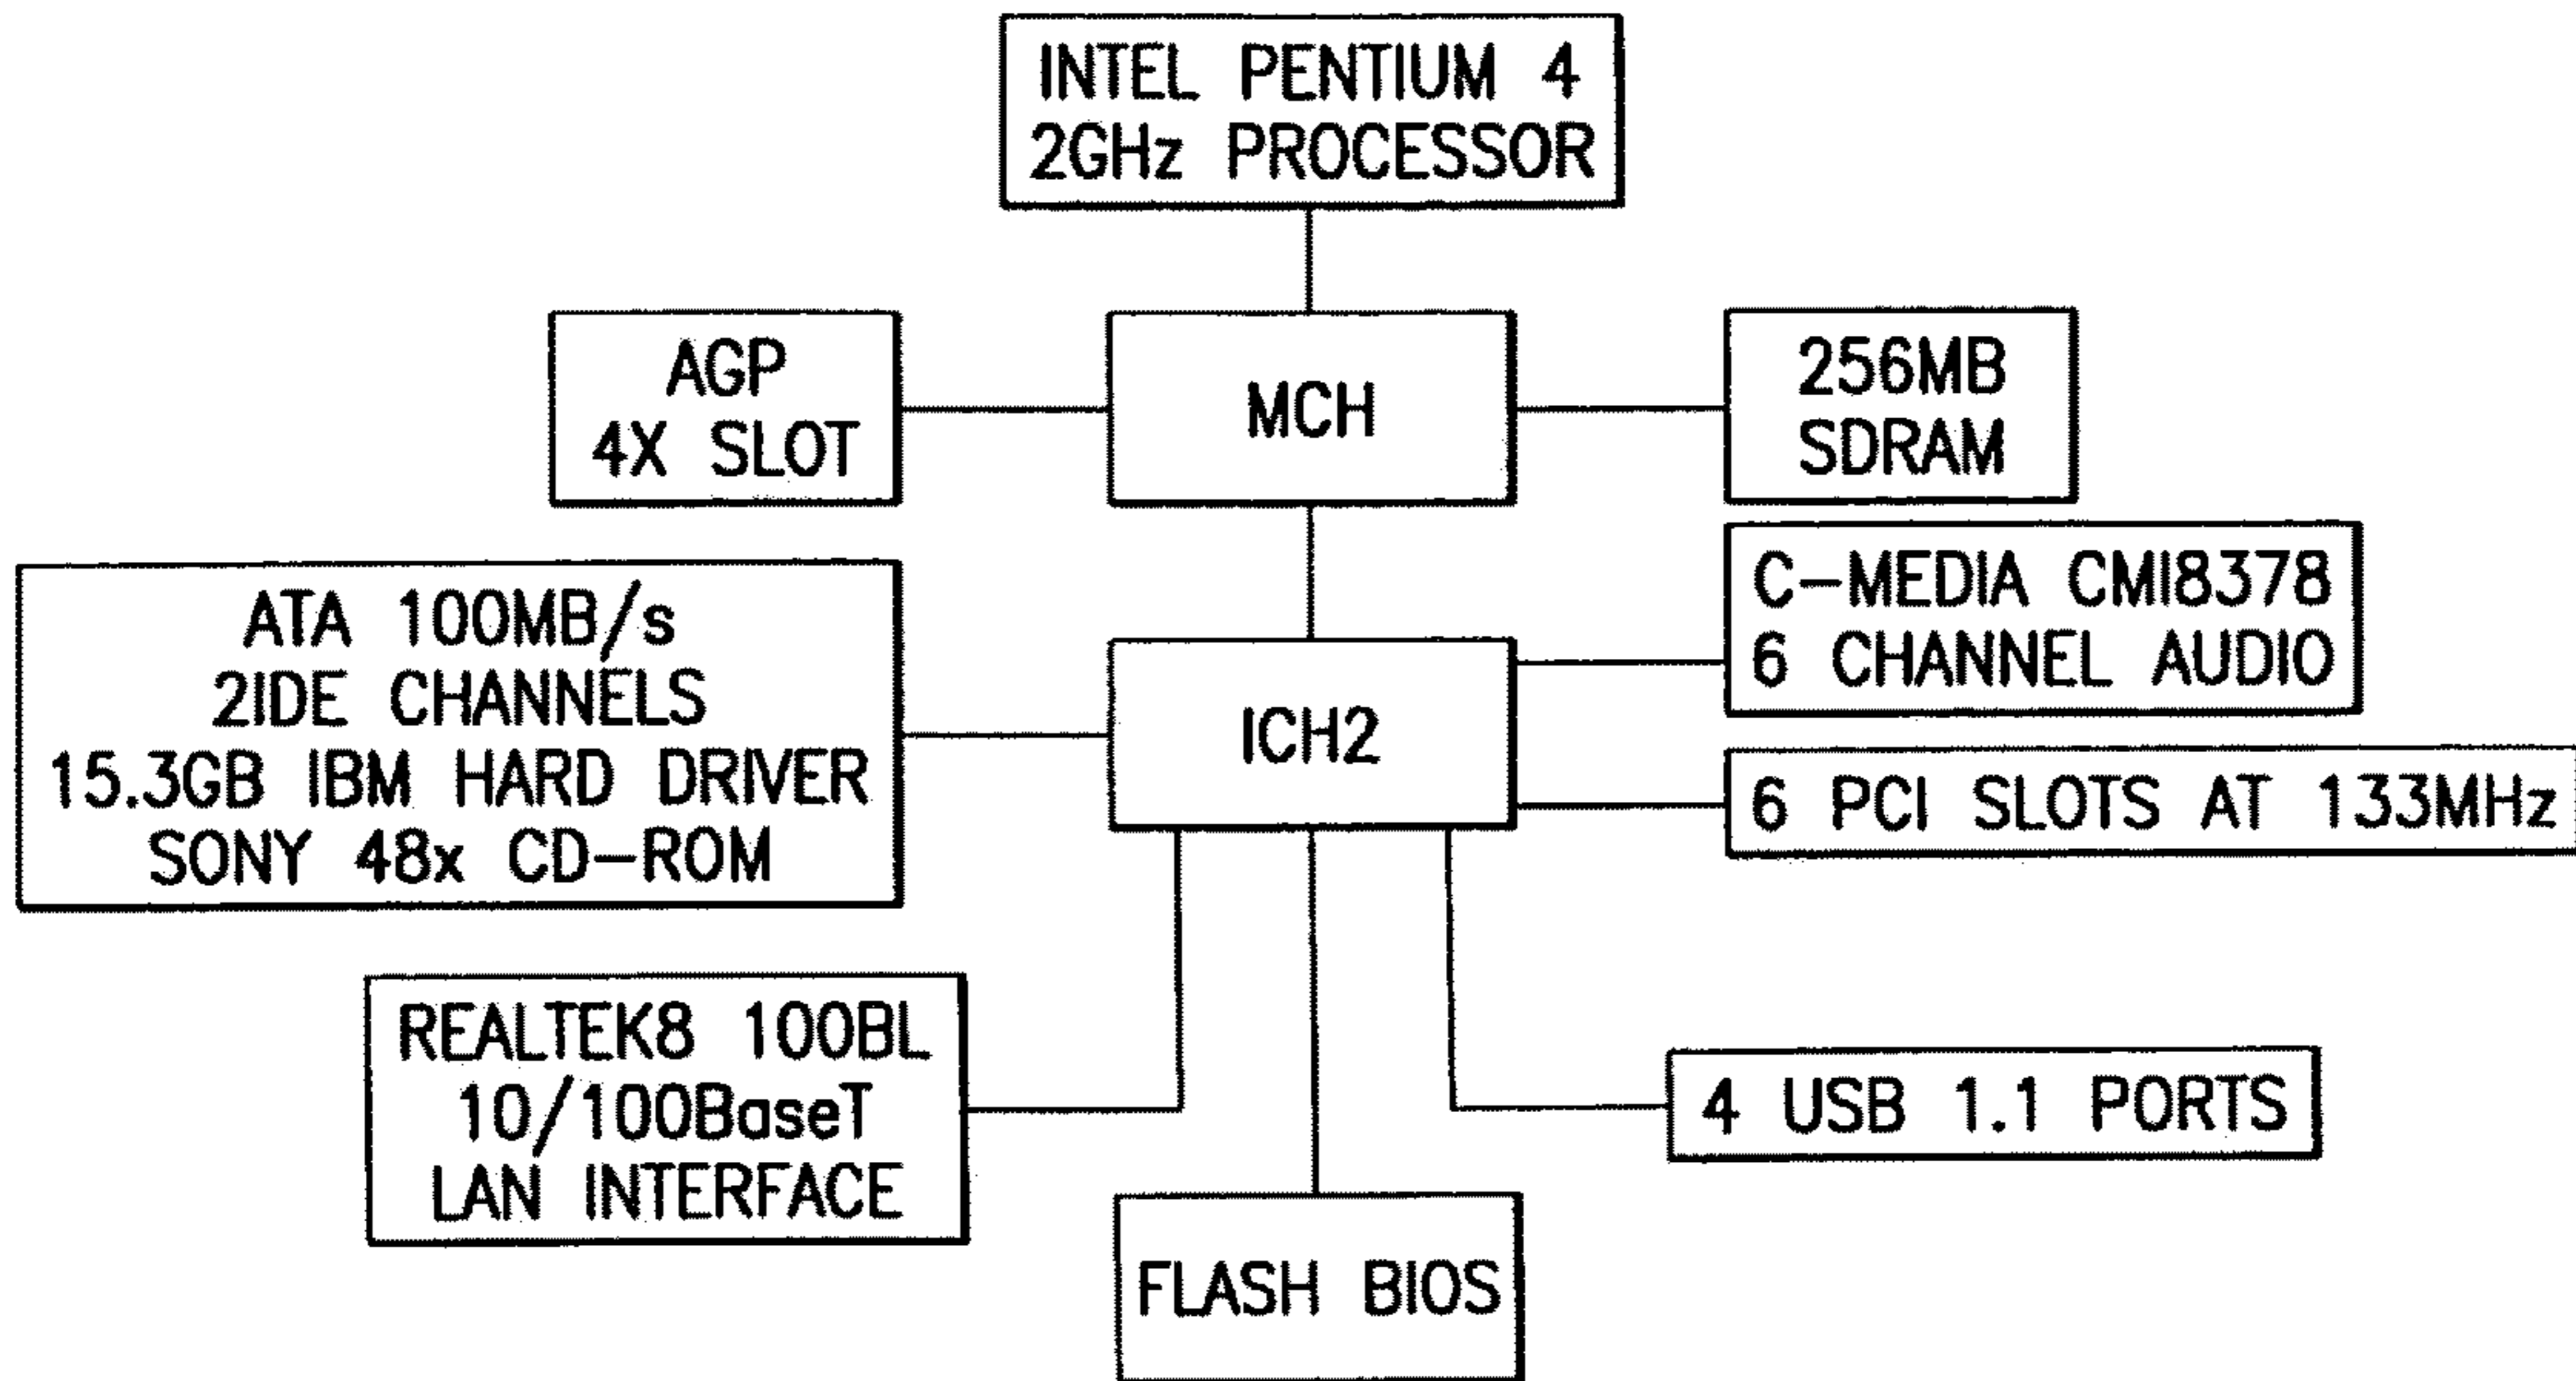 INTEL PENTIUM 4
2GHz PROCESSOR
AGP
4X SLOT
MCH
256MB
SDRAM
ATA 100MB/s
2IDE CHANNELS
15.3GB IBM HARD DRIVER
SONY 48x CD-ROM
ICH2
C-MEDIA CMI8378
6 CHANNEL AUDIO
6 PCI SLOTS AT 133MHz
REALTEK8 100BL
10/100BaseT
LAN INTERFACE
4 USB 1.1 PORTS
FLASH BIOS